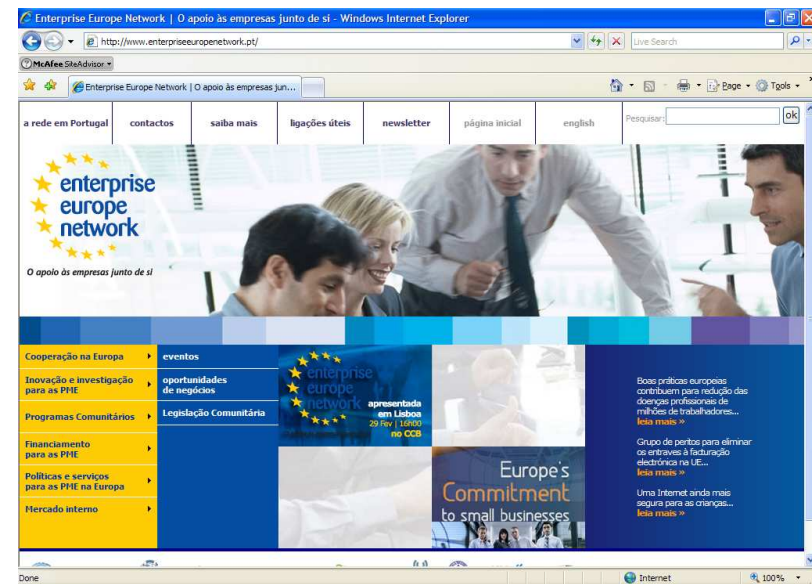 Enterprise Europe Network | O apoio às empresas junto de si - Windows Internet Explorer
http://www.enterpriseeuropenetwork.pt/
Live Search
McAfee SiteAdvisor
Enterprise Europe Network | O apoio às empresas jun...
Page
Tools
a rede em Portugal
contactos
saiba mais
ligações úteis
newsletter
página inicial
english
Pesquisar:
ok
enterprise
europe
network
O apoio às empresas junto de si
Cooperação na Europa
Inovação e investigação
para as PME
Programas Comunitários
Financiamento
para as PME
Políticas e serviços
para as PME na Europa
Mercado interno
eventos
oportunidades
de negócios
Legislação Comunitária
enterprise
europe
network
apresentada
em Lisboa
29 Fev | 16h00
no CCB
Europe's
Commitment
to small businesses
Boas práticas europeias
contribuem para redução das
doenças profissionais de
milhões de trabalhadores...
leia mais »
Grupo de peritos para eliminar
os entraves à facturação
electrónica na UE...
leia mais »
Uma Internet ainda mais
segura para as crianças...
leia mais »
Done
Internet
100%